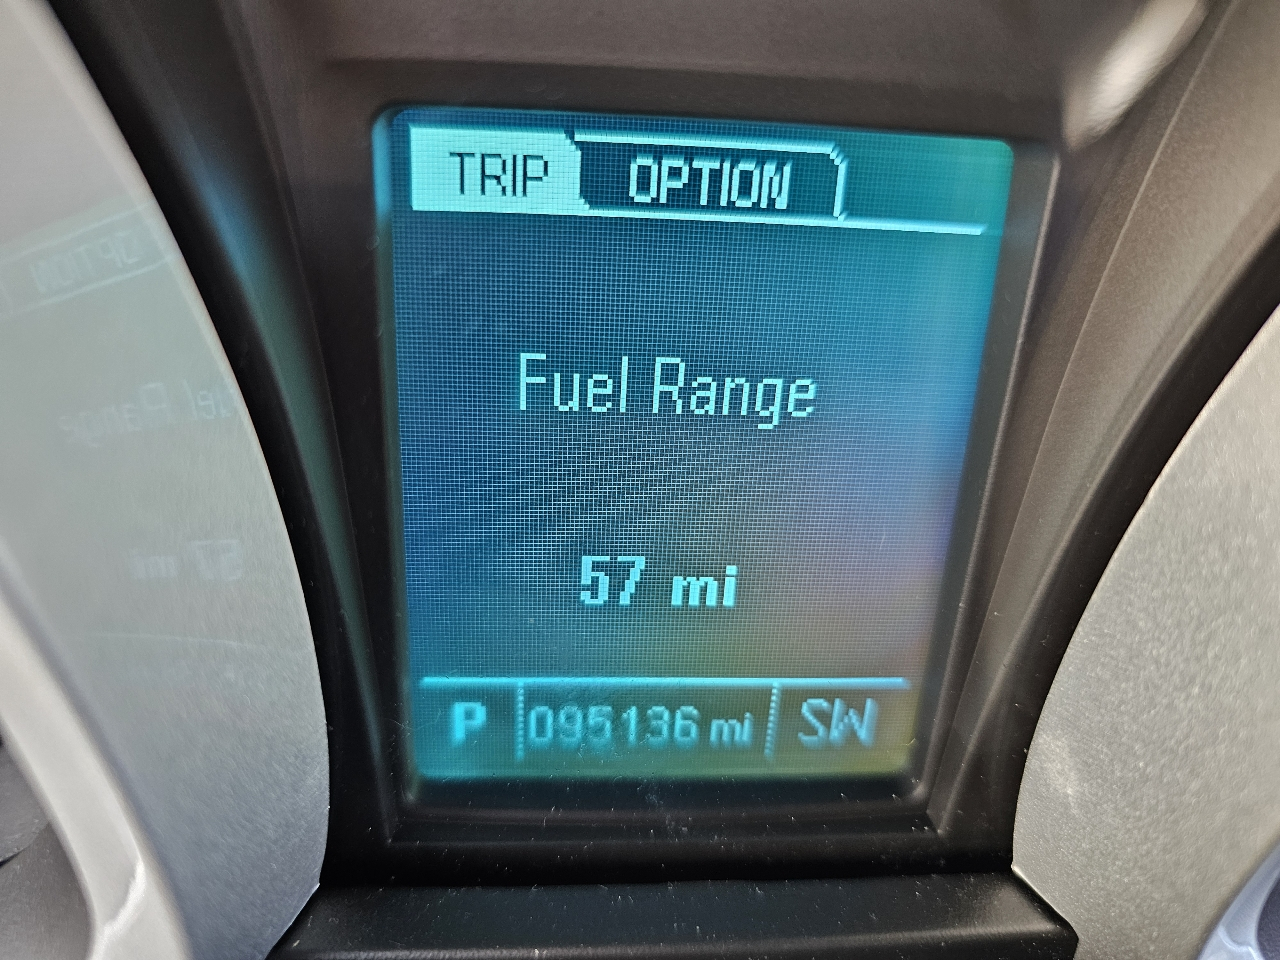 TRIP OPTION
Fuel Range
57 mi
P 095136 mi SW